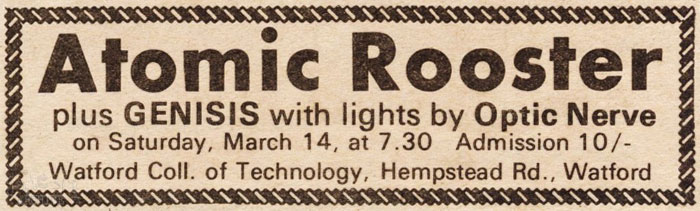 Atomic Rooster
plus GENISIS with lights by Optic Nerve
on Saturday, March 14, at 7.30 Admission 10/-
Watford Coll. of Technology, Hempstead Rd., Watford